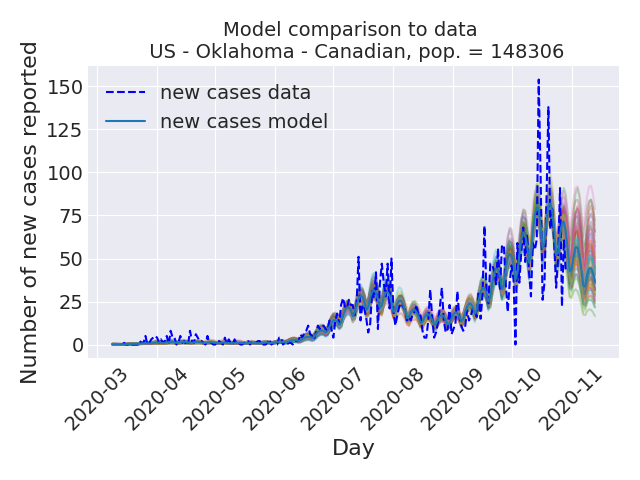 Model comparison to data
US - Oklahoma - Canadian, pop. = 148306
Number of new cases reported
150
125
100
75
50
25
0
new cases data
new cases model
2020-03
2020-04
2020-05
2020-06
2020-07
2020-08
2020-09
2020-10
2020-11
Day